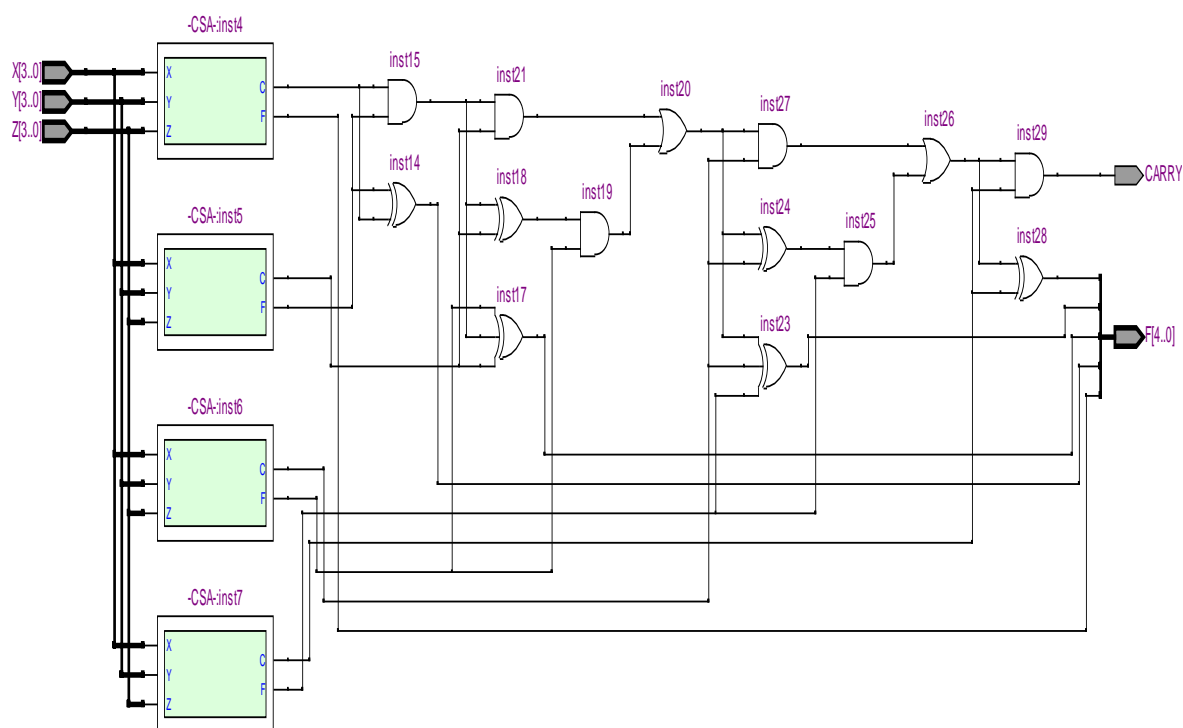 -CSA-:inst4
X[3..0]
Y[3..0]
Z[3..0]
X
Y
Z
C
F
inst15
inst21
inst20
inst27
inst26
inst29
CARRY
inst14
inst18
inst19
inst24
inst25
inst28
-CSA-:inst5
X
Y
Z
C
F
inst17
inst23
F[4..0]
-CSA-:inst6
X
Y
Z
C
F
-CSA-:inst7
X
Y
Z
C
F